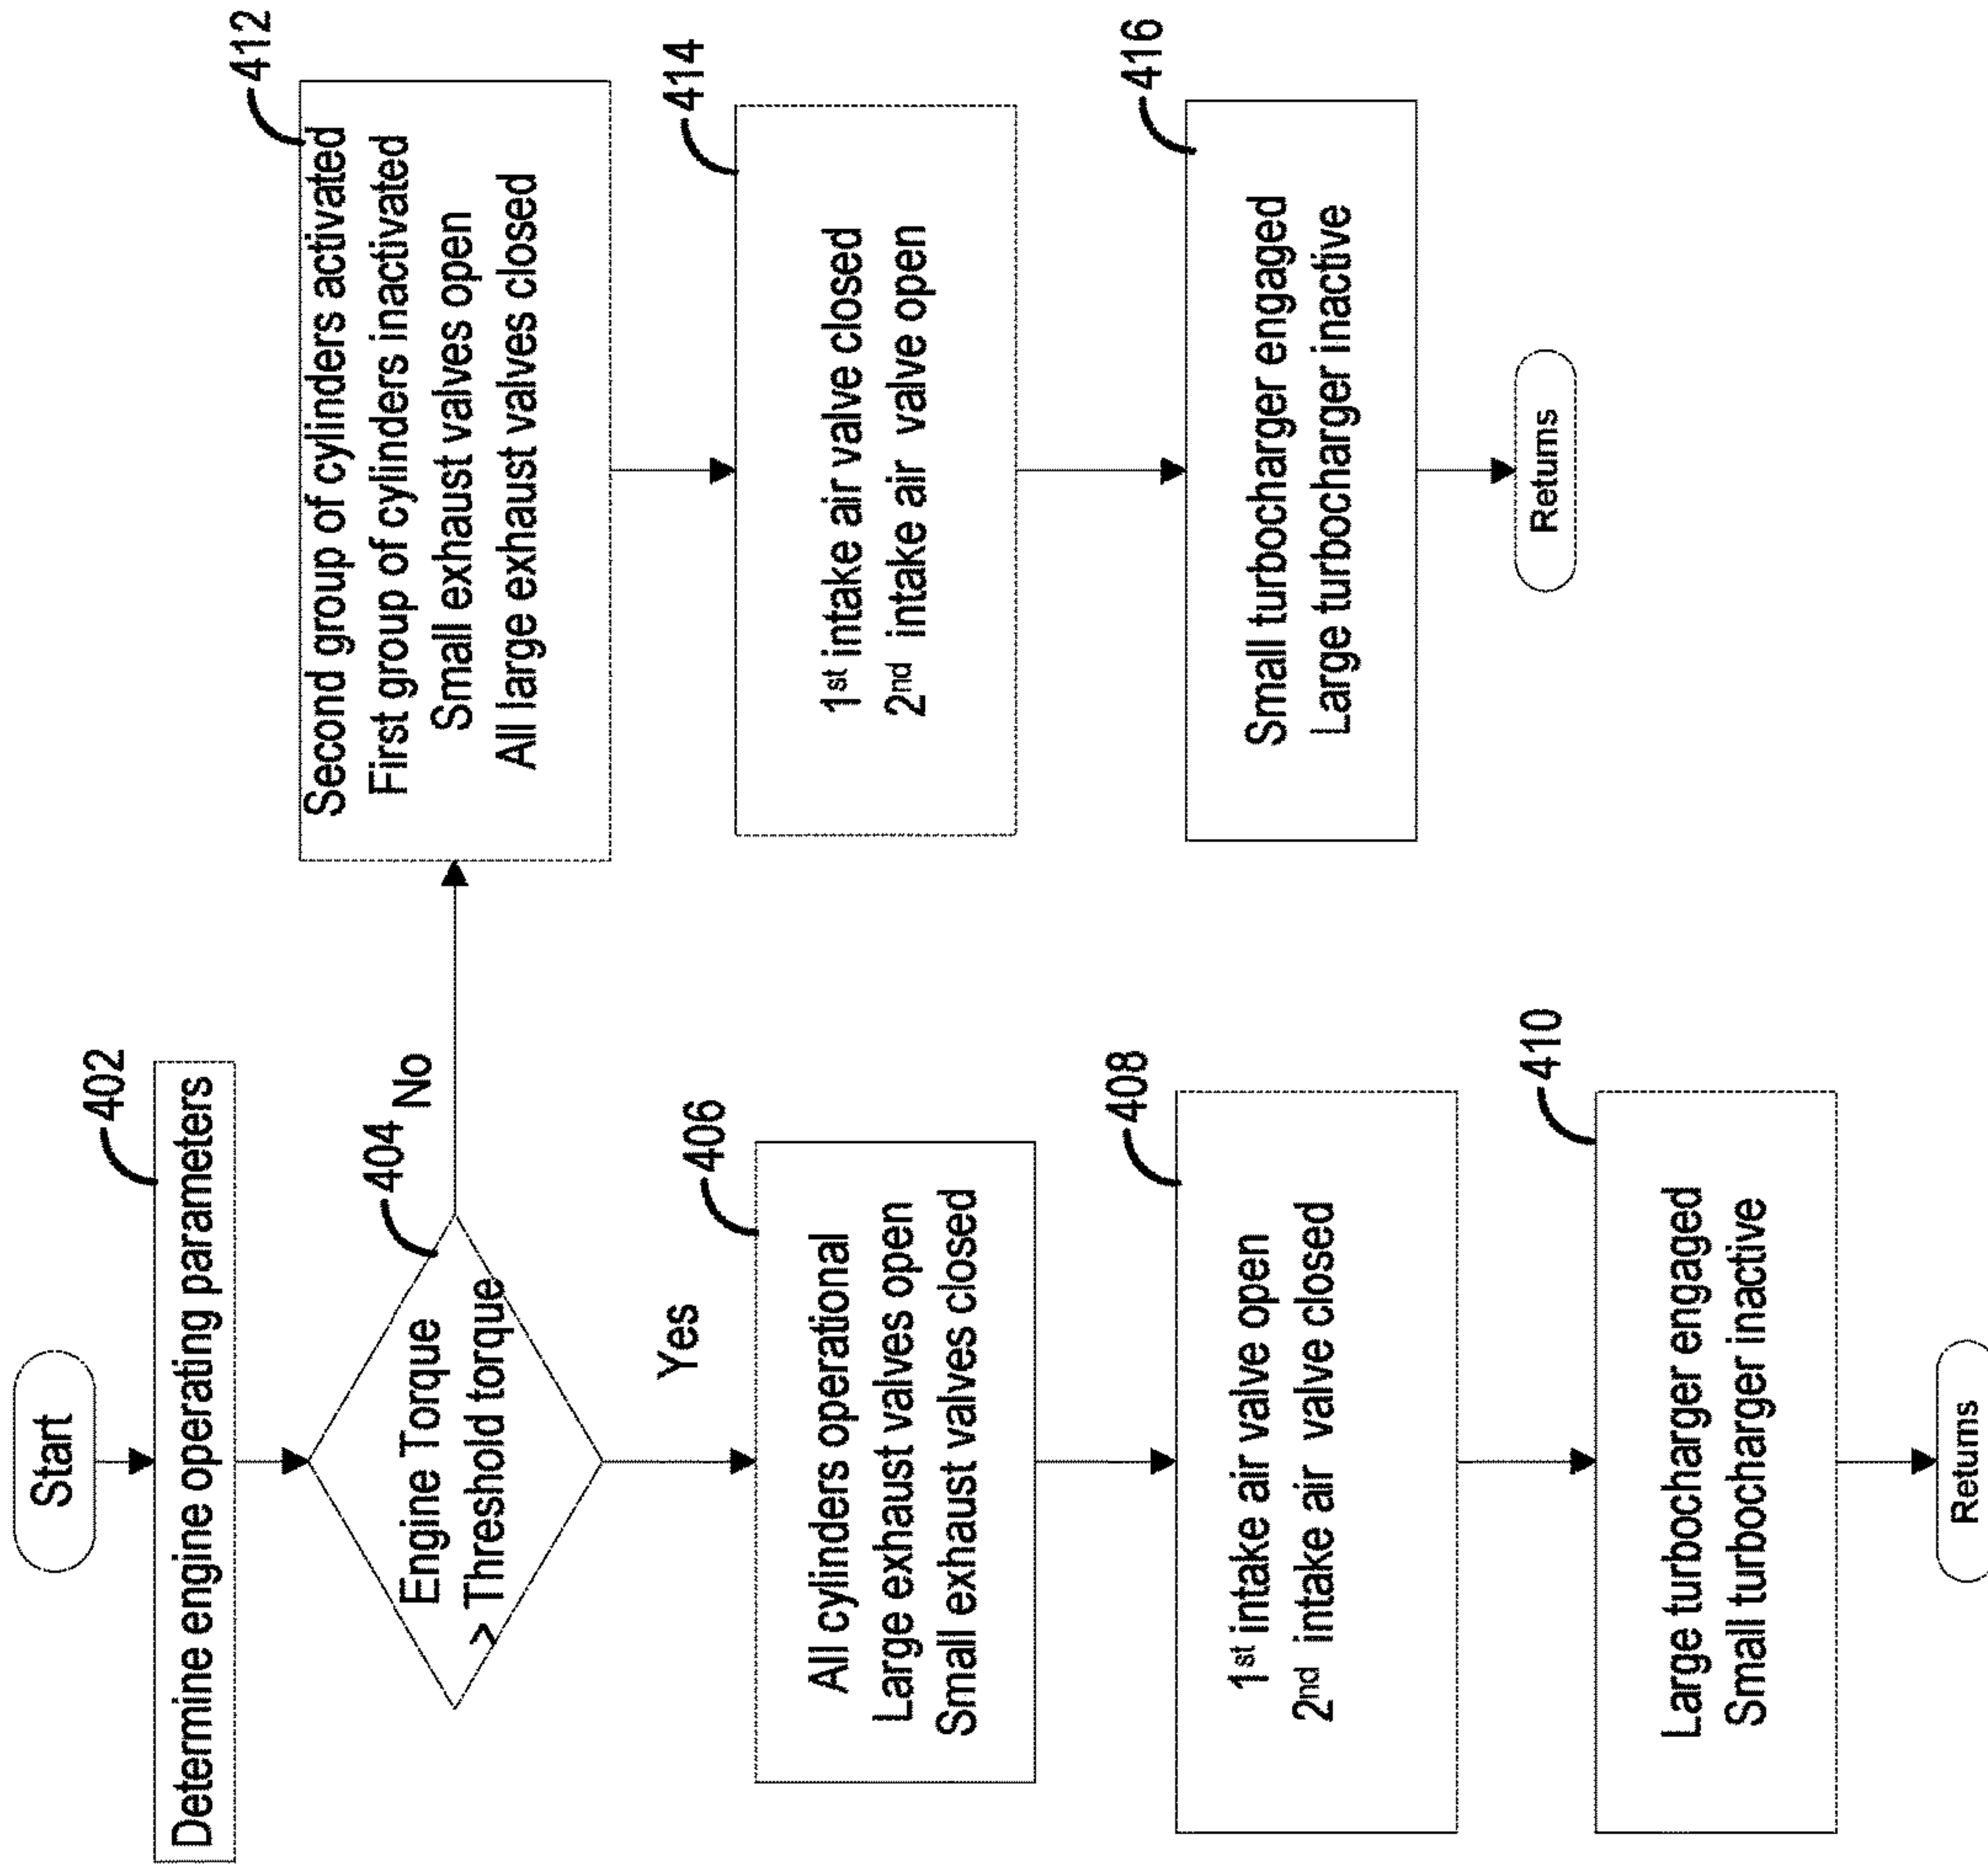 Start
402
Determine engine operating parameters
404
Engine Torque
> Threshold torque
No
Yes
406
All cylinders operational
Large exhaust valves open
Small exhaust valves closed
408
1st intake air valve open
2nd intake air valve closed
410
Large turbocharger engaged
Small turbocharger inactive
Returns
412
Second group of cylinders activated
First group of cylinders inactivated
Small exhaust valves open
All large exhaust valves closed
414
1st intake air valve closed
2nd intake air valve open
416
Small turbocharger engaged
Large turbocharger inactive
Returns